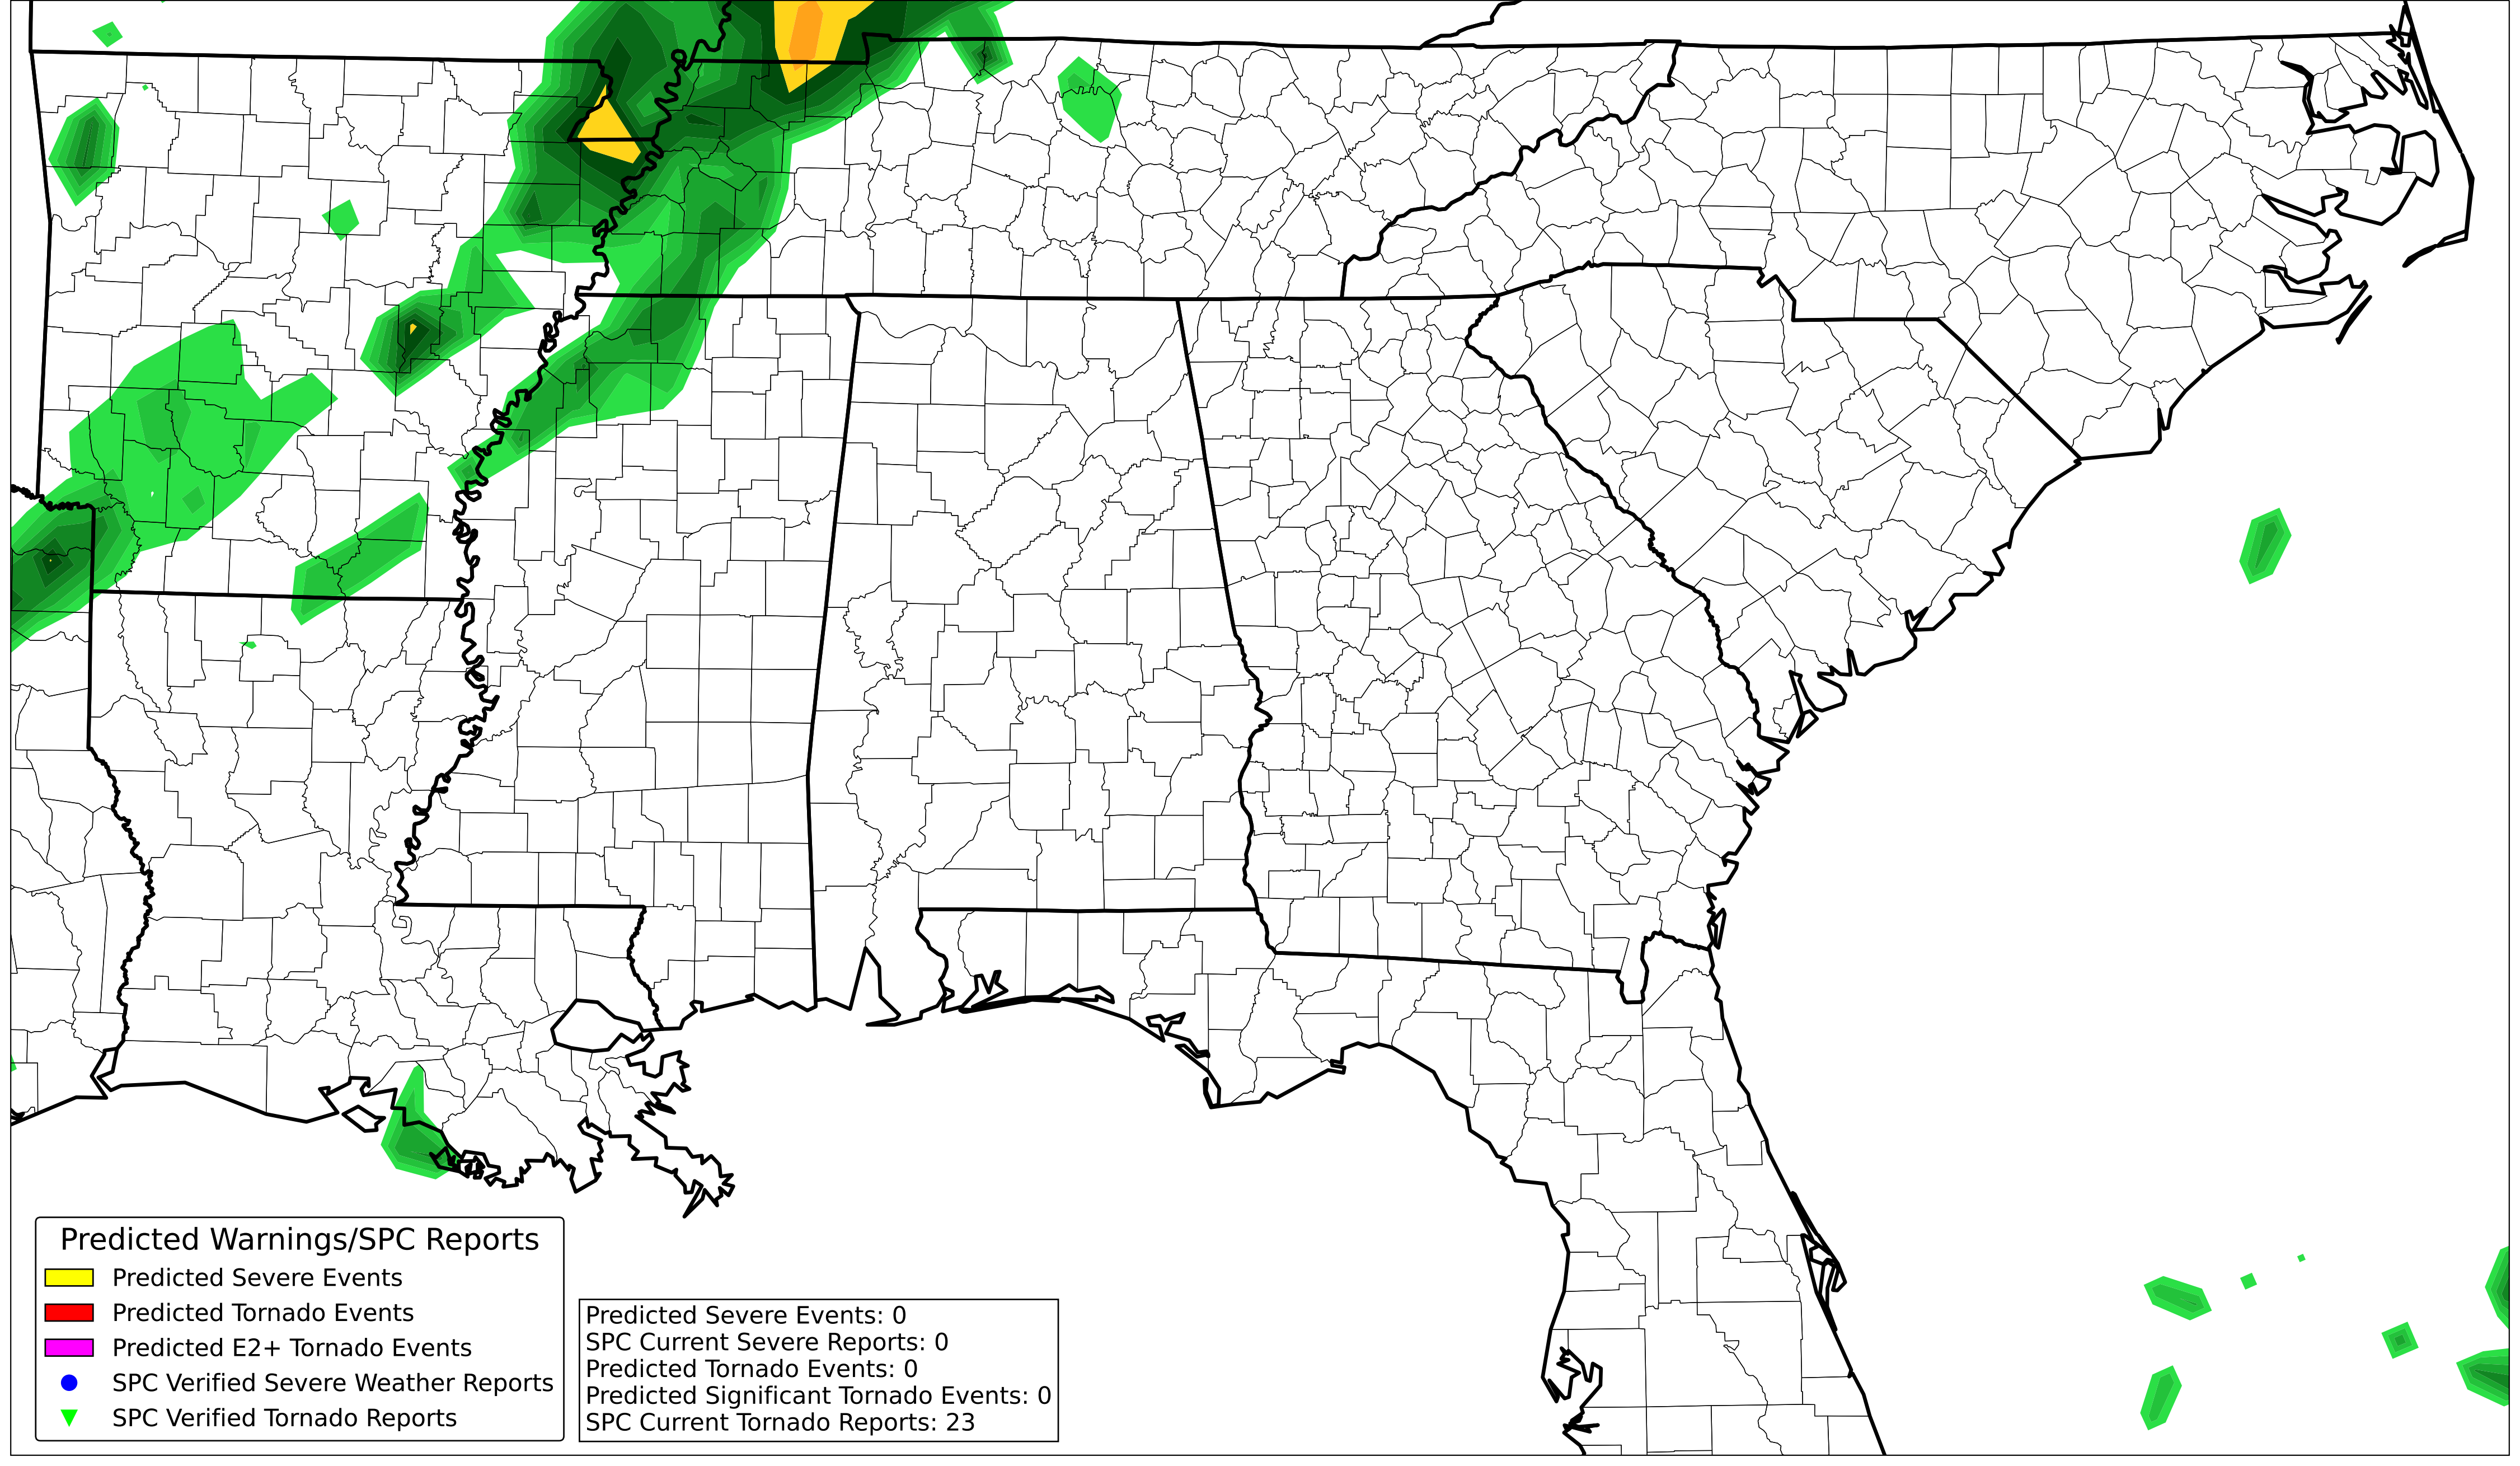 Predicted Warnings/SPC Reports
Predicted Severe Events
Predicted Tornado Events
Predicted E2+ Tornado Events
SPC Verified Severe Weather Reports
SPC Verified Tornado Reports
Predicted Severe Events: 0
SPC Current Severe Reports: 0
Predicted Tornado Events: 0
Predicted Significant Tornado Events: 0
SPC Current Tornado Reports: 23